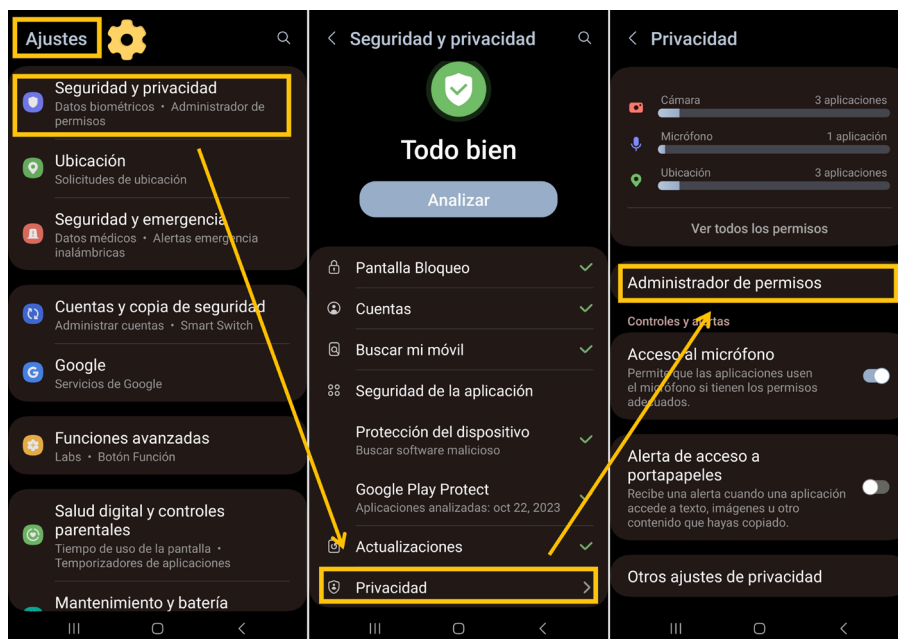 Ajustes
Seguridad y privacidad
Datos biométricos • Administrador de
permisos
Ubicación
Solicitudes de ubicación
Seguridad y emergencia
Datos médicos • Alertas emergencia
inalámbricas
Cuentas y copia de seguridad
Administrar cuentas • Smart Switch
Google
Servicios de Google
Funciones avanzadas
Labs • Botón Función
Salud digital y controles
parentales
Tiempo de uso de la pantalla •
Temporizadores de aplicaciones
Mantenimiento y batería
Seguridad y privacidad
Todo bien
Analizar
Pantalla Bloqueo
Cuentas
Buscar mi móvil
Seguridad de la aplicación
Protección del dispositivo
Buscar software malicioso
Google Play Protect
Aplicaciones analizadas: oct 22, 2023
Actualizaciones
Privacidad
Privacidad
Cámara 3 aplicaciones
Micrófono 1 aplicación
Ubicación 3 aplicaciones
Ver todos los permisos
Administrador de permisos
Controles y alertas
Acceso al micrófono
Permite que las aplicaciones usen
el micrófono si tienen los permisos
adecuados.
Alerta de acceso a
portapapeles
Recibe una alerta cuando una aplicación
accede a texto, imágenes u otro
contenido que hayas copiado.
Otros ajustes de privacidad